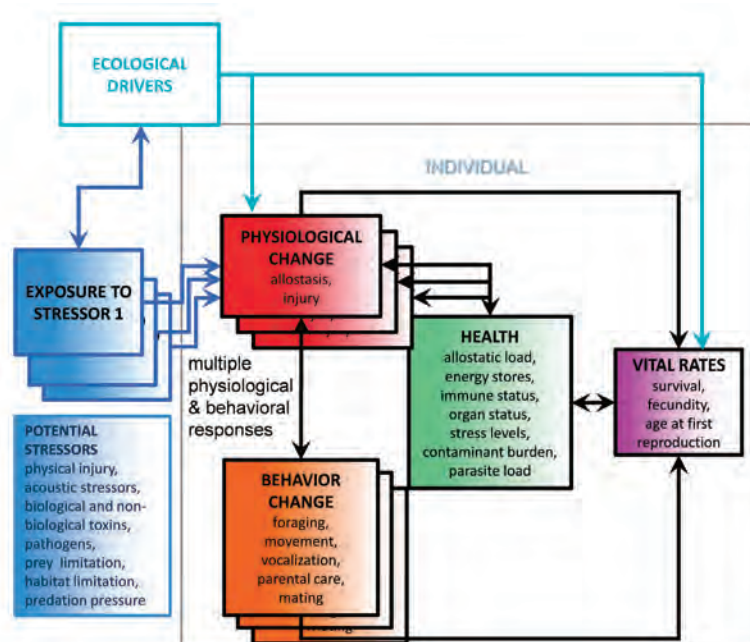 ECOLOGICAL
DRIVERS
INDIVIDUAL
PHYSIOLOGICAL
CHANGE
allostasis,
injury
EXPOSURE TO
STRESSOR 1
multiple
physiological
& behavioral
responses
HEALTH
allostatic load,
energy stores,
immune status,
organ status,
stress levels,
contaminant burden,
parasite load
VITAL RATES
survival,
fecundity,
age at first
reproduction
POTENTIAL
STRESSORS
physical injury,
acoustic stressors,
biological and non-
biological toxins,
pathogens,
prey limitation,
habitat limitation,
predation pressure
BEHAVIOR
CHANGE
foraging,
movement,
vocalization,
parental care,
mating